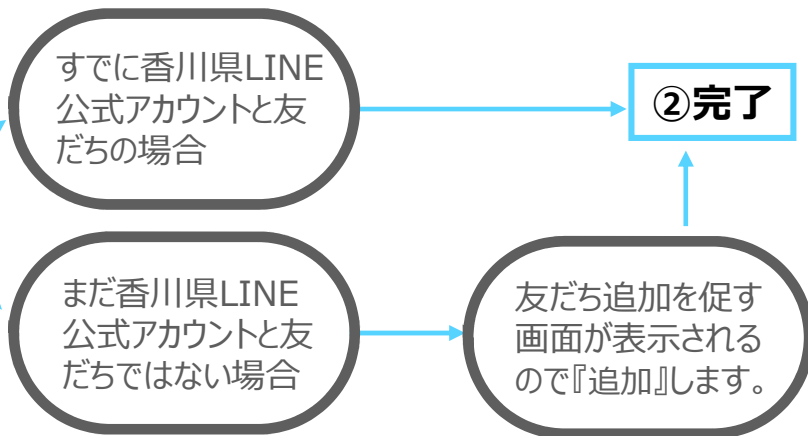 すでに香川県LINE
公式アカウントと友
だちの場合
②完了
まだ香川県LINE
公式アカウントと友
だちではない場合
友だち追加を促す
画面が表示される
ので『追加』します。